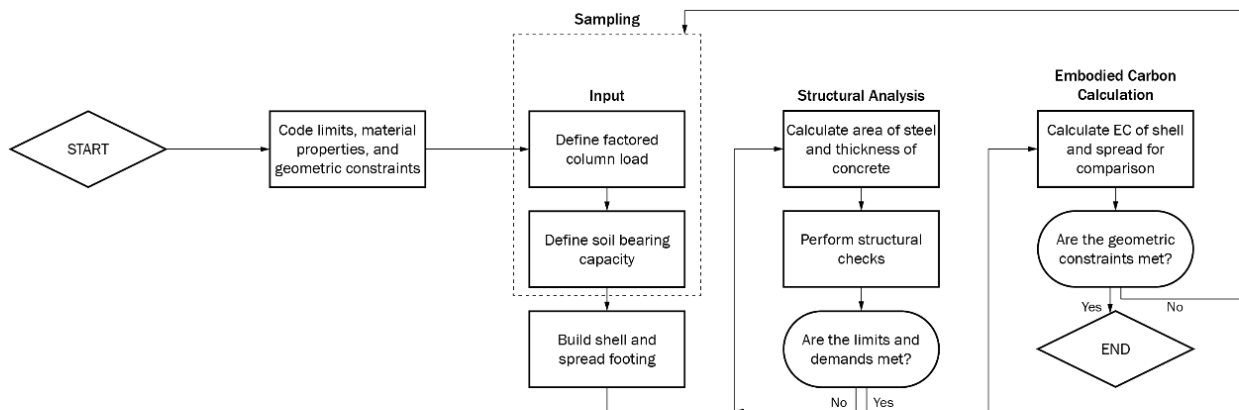 Sampling
START
Code limits, material
properties, and
geometric constraints
Input
Define factored
column load
Define soil bearing
capacity
Build shell and
spread footing
Structural Analysis
Calculate area of steel
and thickness of
concrete
Perform structural
checks
Are the limits and
demands met?
No
Yes
Embodied Carbon
Calculation
Calculate EC of shell
and spread for
comparison
Are the geometric
constraints met?
Yes
No
END